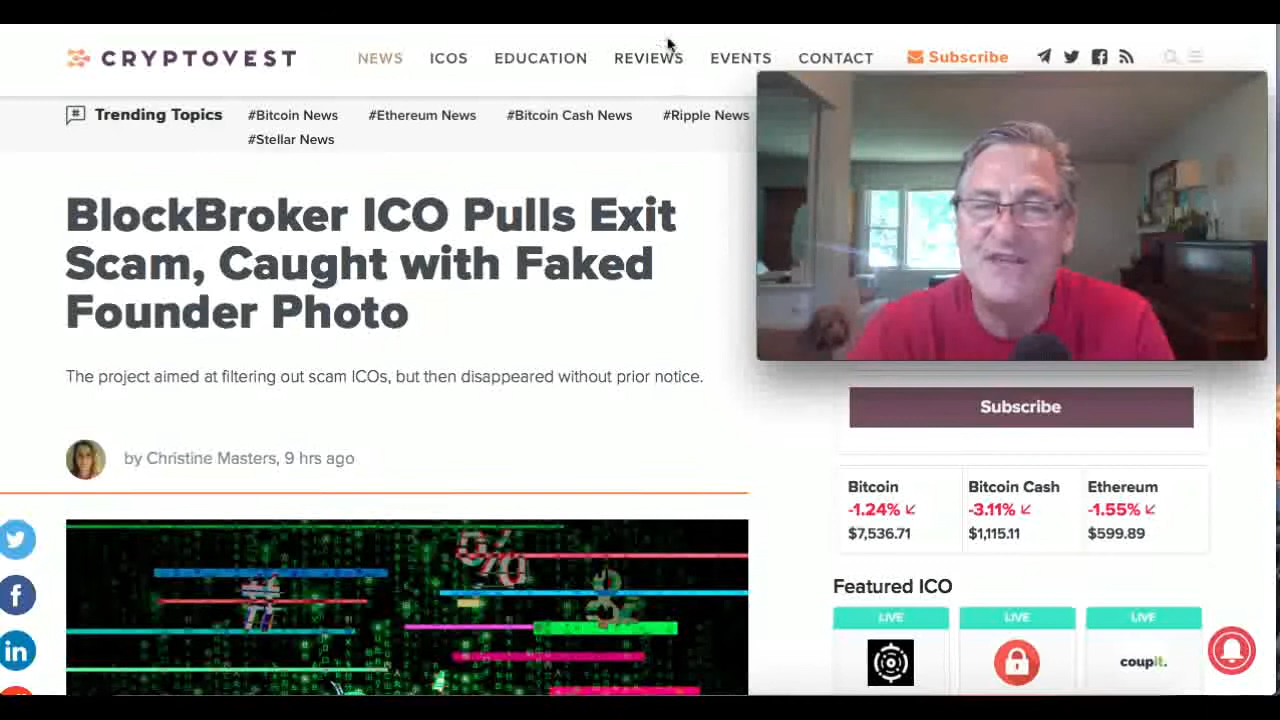 CRYPTOVEST
NEWS ICOS EDUCATION REVIEWS EVENTS CONTACT Subscribe
Trending Topics #Bitcoin News #Ethereum News #Bitcoin Cash News #Ripple News
#Stellar News
BlockBroker ICO Pulls Exit
Scam, Caught with Faked
Founder Photo
The project aimed at filtering out scam ICOs, but then disappeared without prior notice.
by Christine Masters, 9 hrs ago
Subscribe
Bitcoin Bitcoin Cash Ethereum
-1.24% -3.11% -1.55%
$7,536.71 $1,115.11 $599.89
Featured ICO
LIVE LIVE LIVE
coupit.